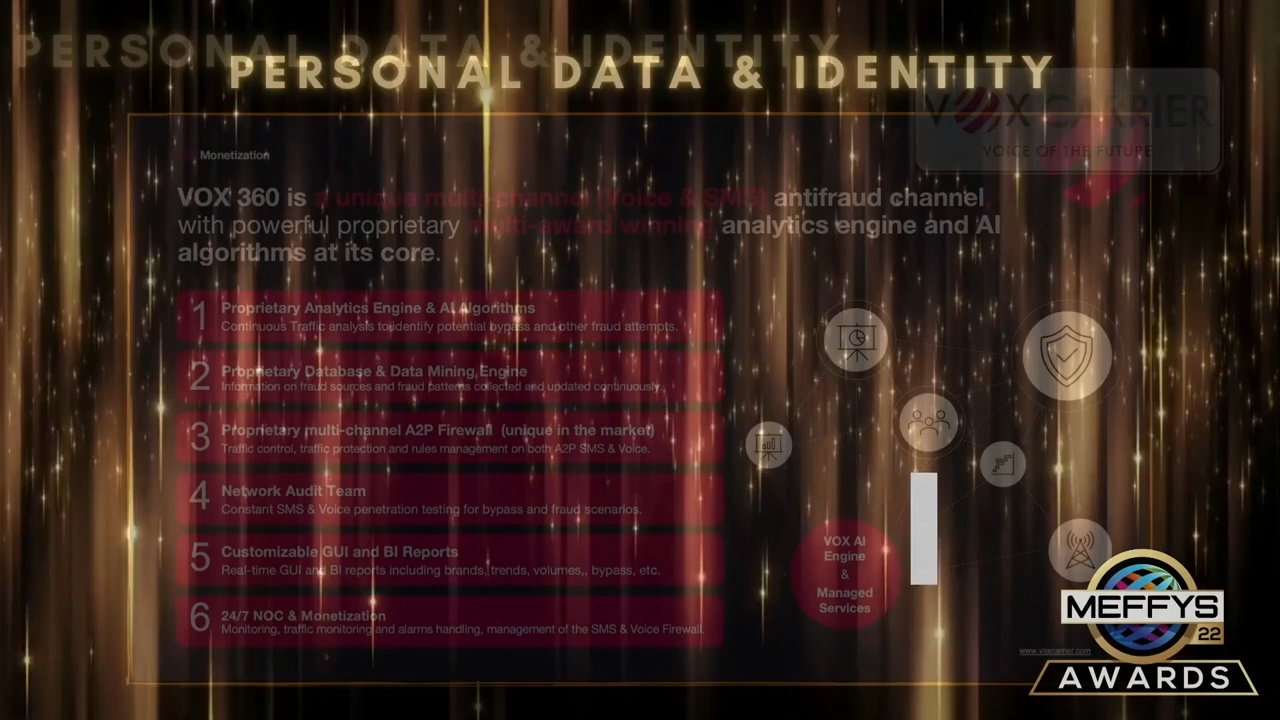 PERSONAL DATA & IDENTITY
PERSONAL DATA & IDENTITY
VOX CARRIER
VOICE OF THE FUTURE
Monetization
VOX 360 is a unique multi-channel (Voice & SMS) antifraud channel,
with powerful proprietary multi-award winning analytics engine and AI
algorithms at its core.
1
Proprietary Analytics Engine & AI Algorithms
Continuous Traffic analysis to identify potential bypass and other fraud attempts.
2
Proprietary Database & Data Mining Engine
Information on fraud sources and fraud patterns collected and updated continuously.
3
Proprietary multi-channel A2P Firewall (unique in the market)
Traffic control, traffic protection and rules management on both A2P SMS & Voice.
4
Network Audit Team
Constant SMS & Voice penetration testing for bypass and fraud scenarios.
5
Customizable GUI and BI Reports
Real-time GUI and BI reports including brands, trends, volumes,, bypass, etc.
6
24/7 NOC & Monetization
Monitoring, traffic monitoring and alarms handling, management of the SMS & Voice Firewall.
VOX AI
Engine
&
Managed
Services
www.voxcarrier.com
MEFFYS
22
AWARDS